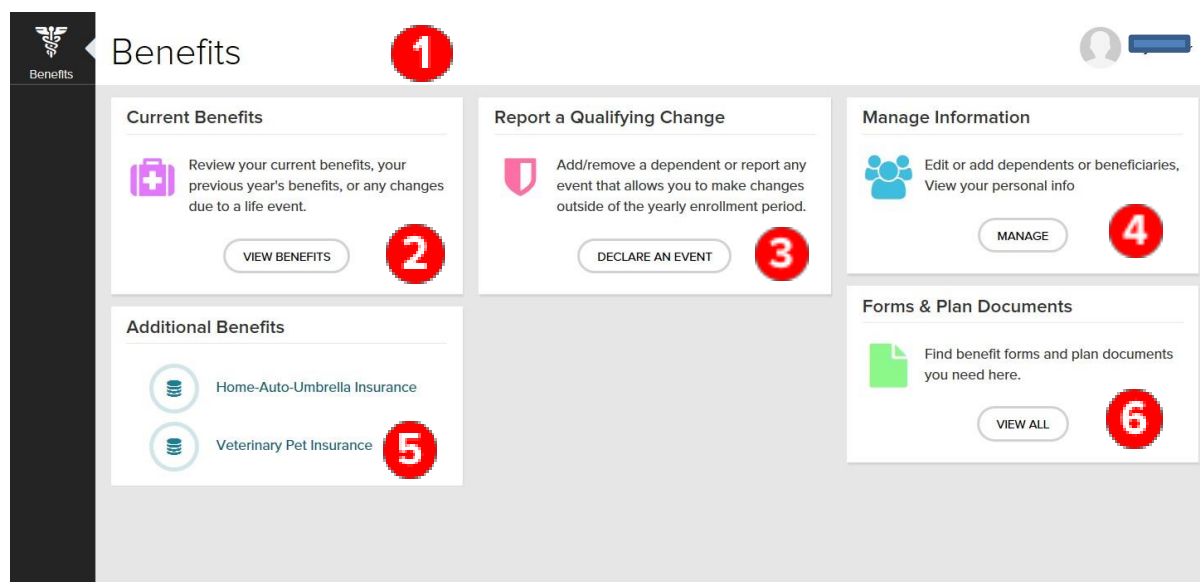 Benefits
Benefits
1
Current Benefits
Review your current benefits, your
previous year's benefits, or any changes
due to a life event.
VIEW BENEFITS
2
Report a Qualifying Change
Add/remove a dependent or report any
event that allows you to make changes
outside of the yearly enrollment period.
DECLARE AN EVENT
3
Manage Information
Edit or add dependents or beneficiaries,
View your personal info
MANAGE
4
Additional Benefits
Home-Auto-Umbrella Insurance
Veterinary Pet Insurance
5
Forms & Plan Documents
Find benefit forms and plan documents
you need here.
VIEW ALL
6